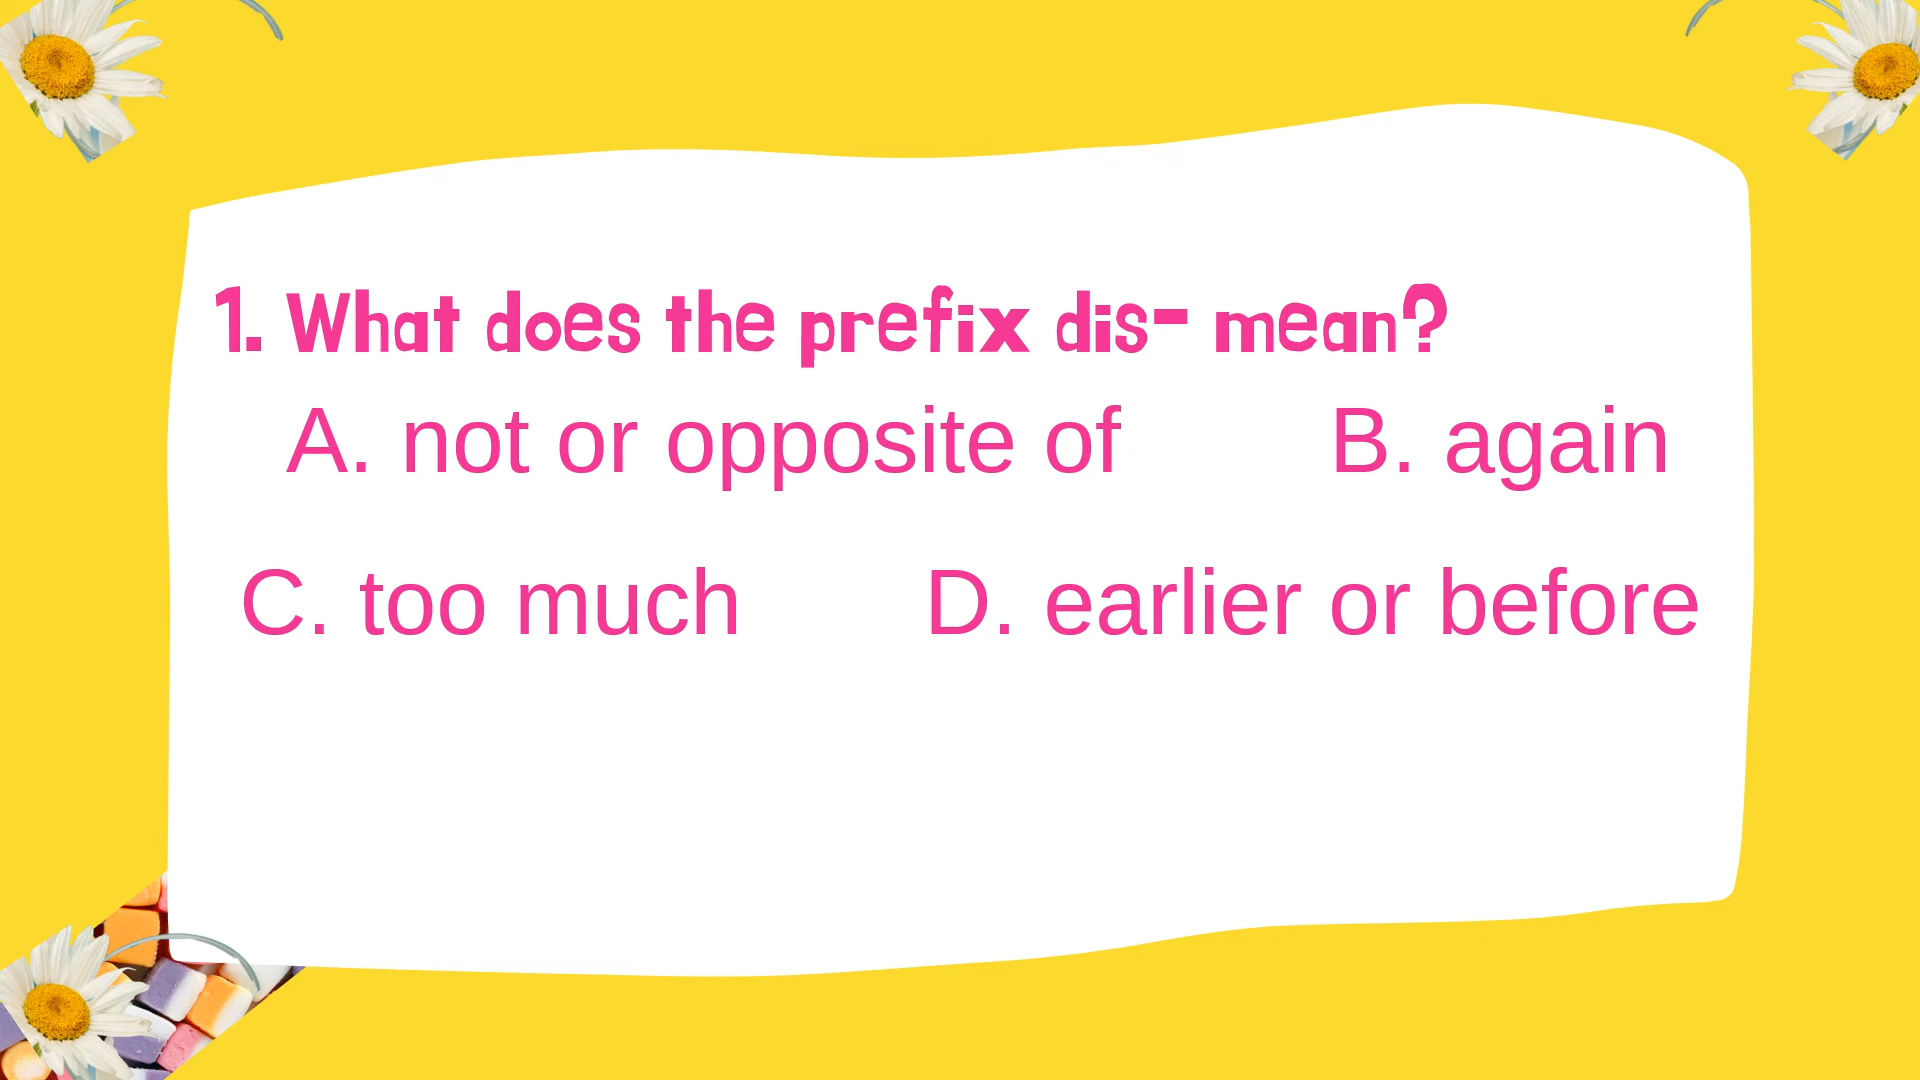 1. What does the prefix dis- mean?
A. not or opposite of B. again
C. too much D. earlier or before